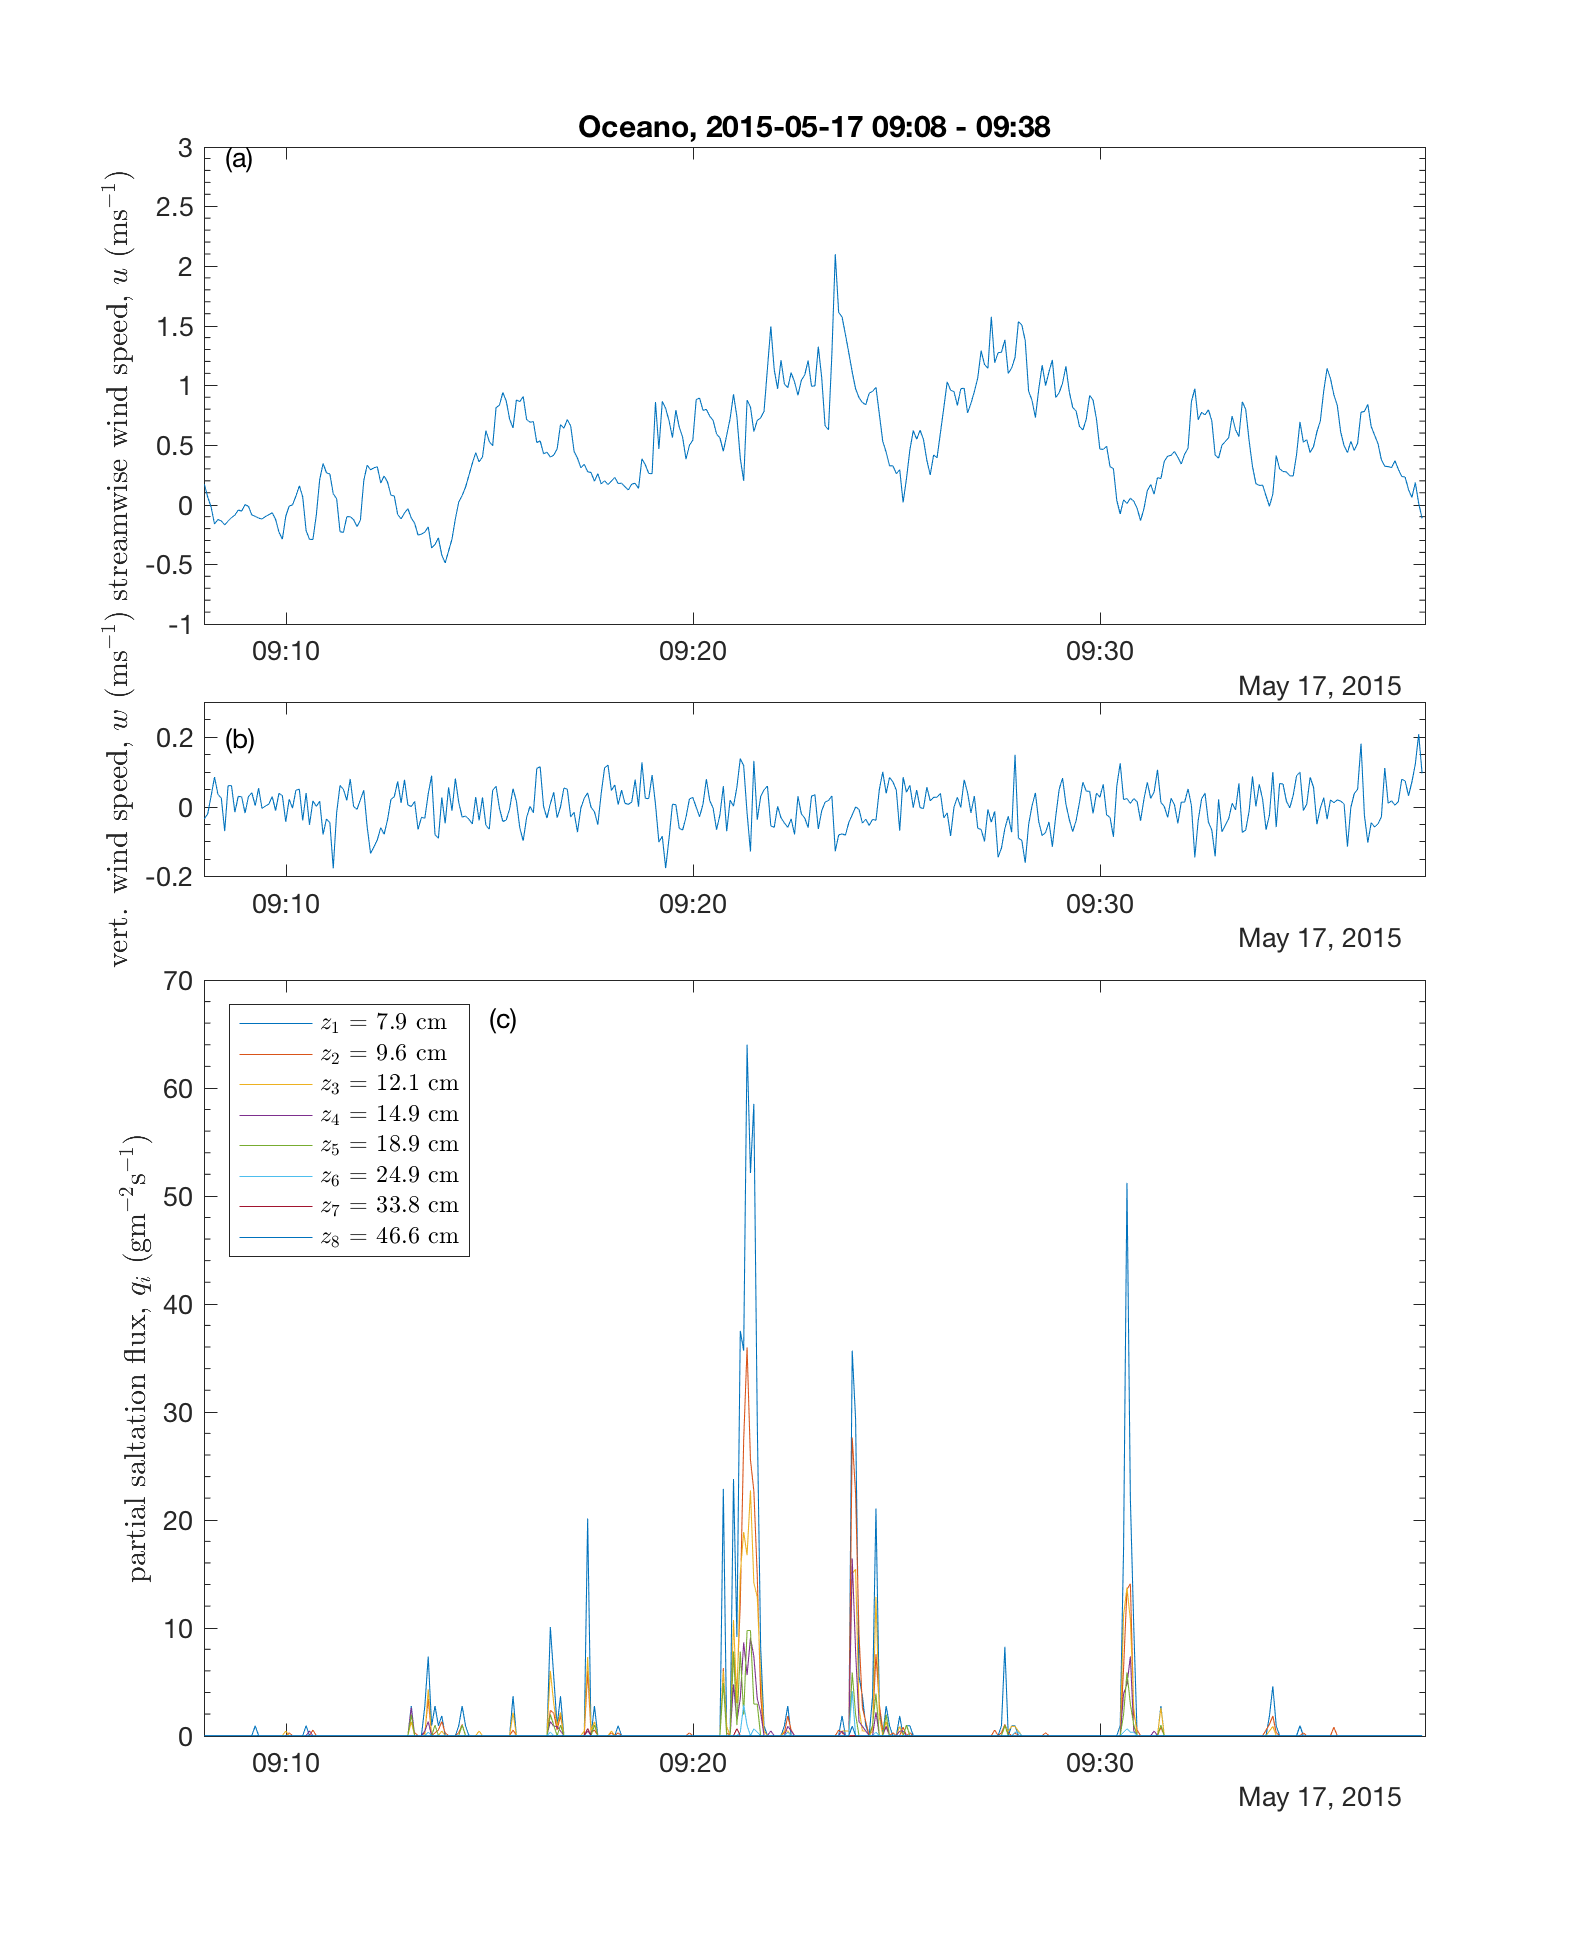 Oceano, 2015-05-17 09:08 - 09:38
(a)
streamwise wind speed, u (ms⁻¹)
3
2.5
2
1.5
1
0.5
0
-0.5
-1
09:10 09:20 09:30
May 17, 2015
(b)
vert. wind speed, w (ms⁻¹)
0.2
0
-0.2
09:10 09:20 09:30
May 17, 2015
(c)
partial saltation flux, qᵢ (gm⁻²s⁻¹)
70
60
50
40
30
20
10
0
z₁ = 7.9 cm
z₂ = 9.6 cm
z₃ = 12.1 cm
z₄ = 14.9 cm
z₅ = 18.9 cm
z₆ = 24.9 cm
z₇ = 33.8 cm
z₈ = 46.6 cm
09:10 09:20 09:30
May 17, 2015